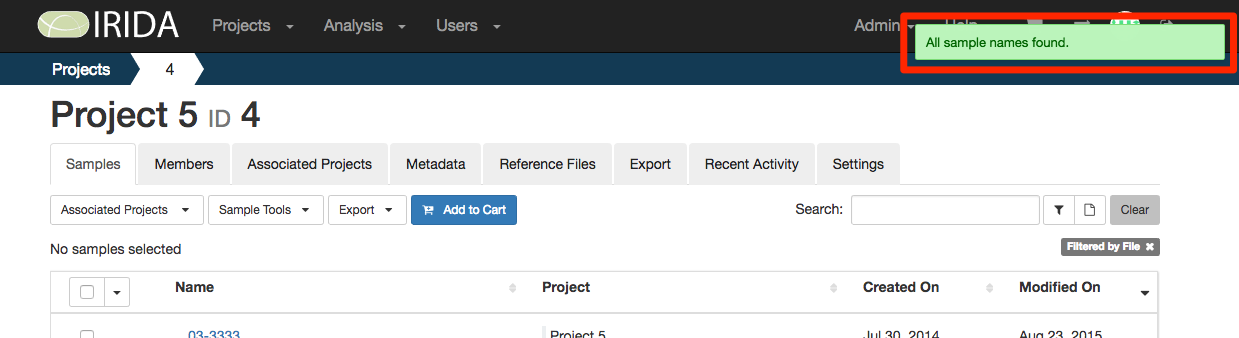 IRIDA Projects Analysis Users Admin Help
All sample names found.
Projects 4
Project 5 ID 4
Samples Members Associated Projects Metadata Reference Files Export Recent Activity Settings
Associated Projects Sample Tools Export Add to Cart Search: Clear
No samples selected Filtered by File ✖
Name Project Created On Modified On
03-3333 Project 5 Jul 30, 2014 Aug 23, 2015